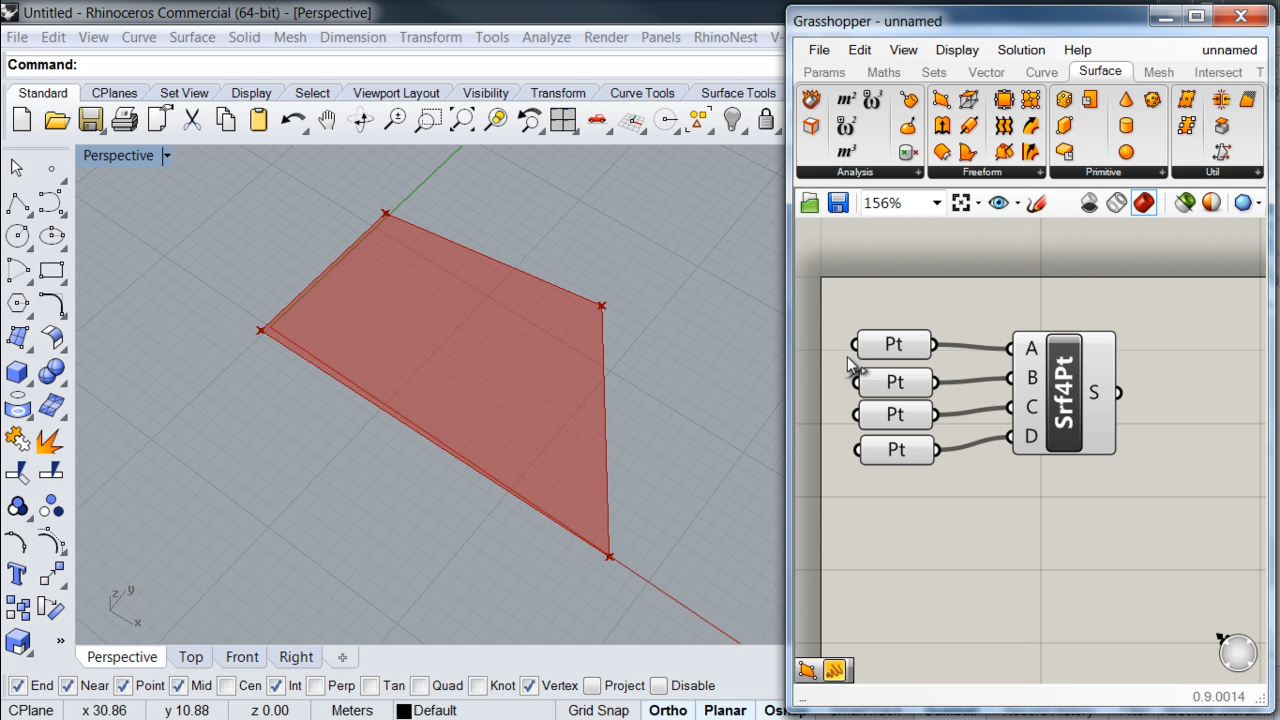 Untitled - Rhinoceros Commercial (64-bit) - [Perspective]
File Edit View Curve Surface Solid Mesh Dimension Transform Tools Analyze Render Panels RhinoNest
Command:
Standard CPlanes Set View Display Select Viewport Layout Visibility Transform Curve Tools Surface Tools
Perspective
z y
x
Perspective Top Front Right
End Near Point Mid Cen Int Perp Tan Quad Knot Vertex Project Disable
CPlane x 30.86 y 10.88 z 0.00 Meters Default Grid Snap Ortho Planar
Grasshopper - unnamed
File Edit View Display Solution Help unnamed
Params Maths Sets Vector Curve Surface Mesh Intersect T
m²
m³
Analysis Freeform Primitive Util
156%
Pt
Pt
Pt
Pt
A
B
C
D
Srf4Pt
S
... 0.9.0014